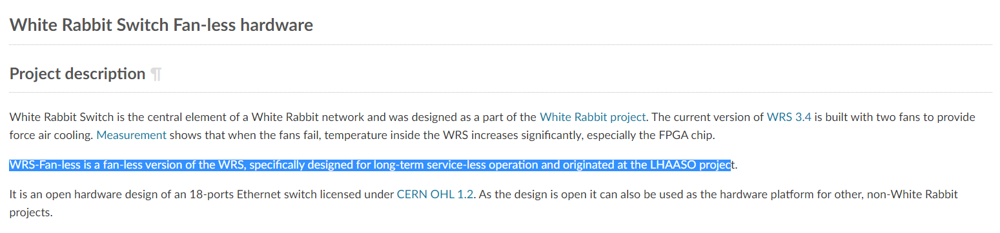 White Rabbit Switch Fan-less hardware
Project description ¶
White Rabbit Switch is the central element of a White Rabbit network and was designed as a part of the White Rabbit project. The current version of WRS 3.4 is built with two fans to provide
force air cooling. Measurement shows that when the fans fail, temperature inside the WRS increases significantly, especially the FPGA chip.
WRS-Fan-less is a fan-less version of the WRS, specifically designed for long-term service-less operation and originated at the LHAASO project.
It is an open hardware design of an 18-ports Ethernet switch licensed under CERN OHL 1.2. As the design is open it can also be used as the hardware platform for other, non-White Rabbit
projects.